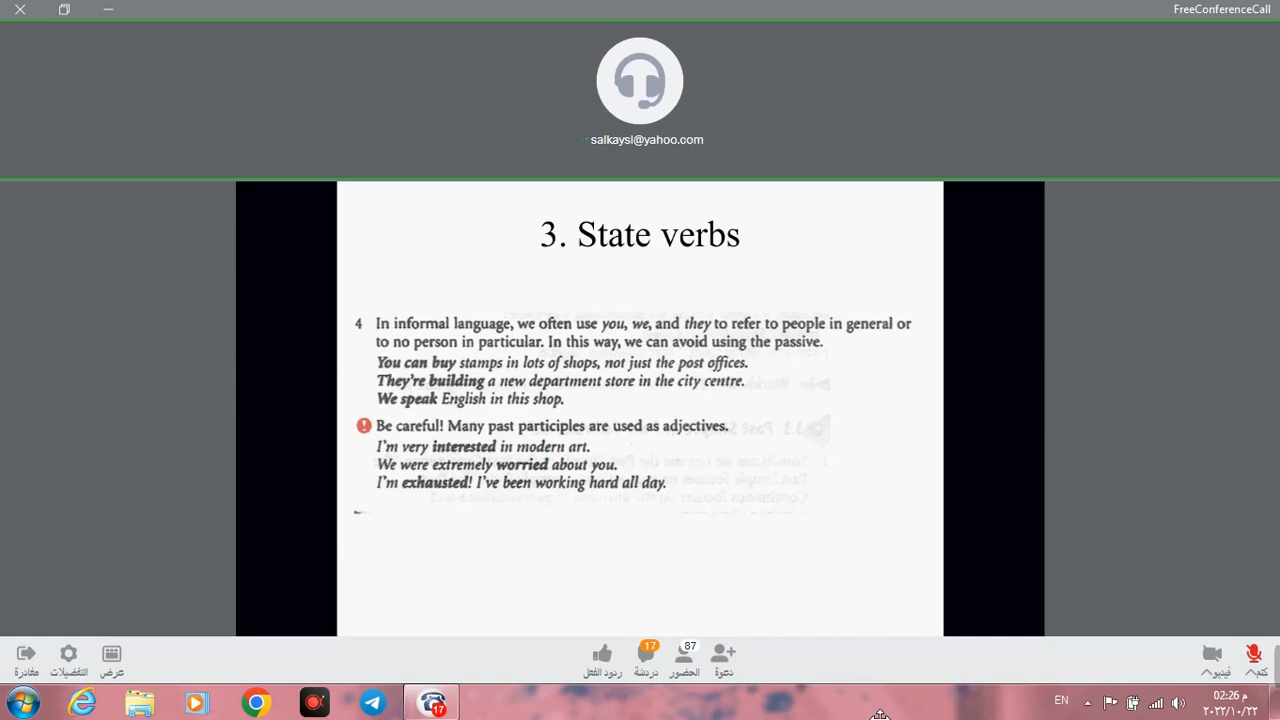 FreeConferenceCall
salkaysl@yahoo.com
3. State verbs
4 In informal language, we often use you, we, and they to refer to people in general or
to no person in particular. In this way, we can avoid using the passive.
You can buy stamps in lots of shops, not just the post offices.
They're building a new department store in the city centre.
We speak English in this shop.
! Be careful! Many past participles are used as adjectives.
I'm very interested in modern art.
We were extremely worried about you.
I'm exhausted! I've been working hard all day.
17 87
مغادرة التفضيلات عرض ردود الفعل دردشة الحضور دعوة فيديو كتم
17 EN 02:26 م
٢٠٢٢/١٠/٢٢